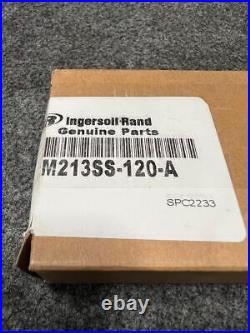 Ingersoll-Rand
Genuine Parts
M213SS-120-A
SPC2233